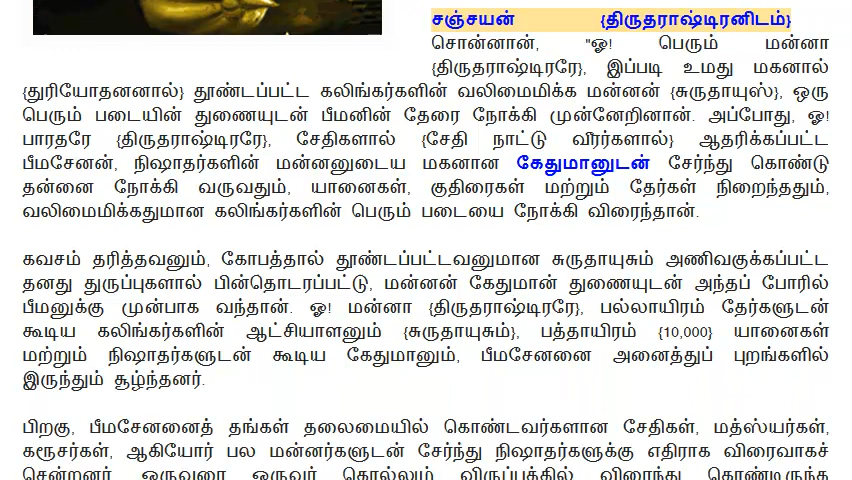 சஞ்சயன் {திருதராஷ்டிரனிடம்}
சொன்னான், "ஓ! பெரும் மன்னா
{திருதராஷ்டிரரே}, இப்படி உமது மகனால்
{துரியோதனனால்} தூண்டப்பட்ட கலிங்கர்களின் வலிமைமிக்க மன்னன் {சுருதாயுஸ்}, ஒரு
பெரும் படையின் துணையுடன் பீமனின் தேரை நோக்கி முன்னேறினான். அப்போது, ஓ!
பாரதரே {திருதராஷ்டிரரே}, சேதிகளால் {சேதி நாட்டு வீரர்களால்} ஆதரிக்கப்பட்ட
பீமசேனன், நிஷாதர்களின் மன்னனுடைய மகனான கேதுமானுடன் சேர்ந்து கொண்டு
தன்னை நோக்கி வருவதும், யானைகள், குதிரைகள் மற்றும் தேர்கள் நிறைந்ததும்,
வலிமைமிக்கதுமான கலிங்கர்களின் பெரும் படையை நோக்கி விரைந்தான்.
கவசம் தரித்தவனும், கோபத்தால் தூண்டப்பட்டவனுமான சுருதாயுசும் அணிவகுக்கப்பட்ட
தனது துருப்புகளால் பின்தொடரப்பட்டு, மன்னன் கேதுமான் துணையுடன் அந்தப் போரில்
பீமனுக்கு முன்பாக வந்தான். ஓ! மன்னா {திருதராஷ்டிரரே}, பல்லாயிரம் தேர்களுடன்
கூடிய கலிங்கர்களின் ஆட்சியாளனும் {சுருதாயுசும்}, பத்தாயிரம் {10,000} யானைகள்
மற்றும் நிஷாதர்களுடன் கூடிய கேதுமானும், பீமசேனனை அனைத்துப் புறங்களில்
இருந்தும் சூழ்ந்தனர்.
பிறகு, பீமசேனனைத் தங்கள் தலைமையில் கொண்டவர்களான சேதிகள், மத்ஸ்யர்கள்,
கரூசர்கள், ஆகியோர் பல மன்னர்களுடன் சேர்ந்து நிஷாதர்களுக்கு எதிராக விரைவாகச்
சென்றனர். ஒருவரை ஒருவர் கொல்லும் விருப்பத்தில் விரைந்து கொண்டிருந்த